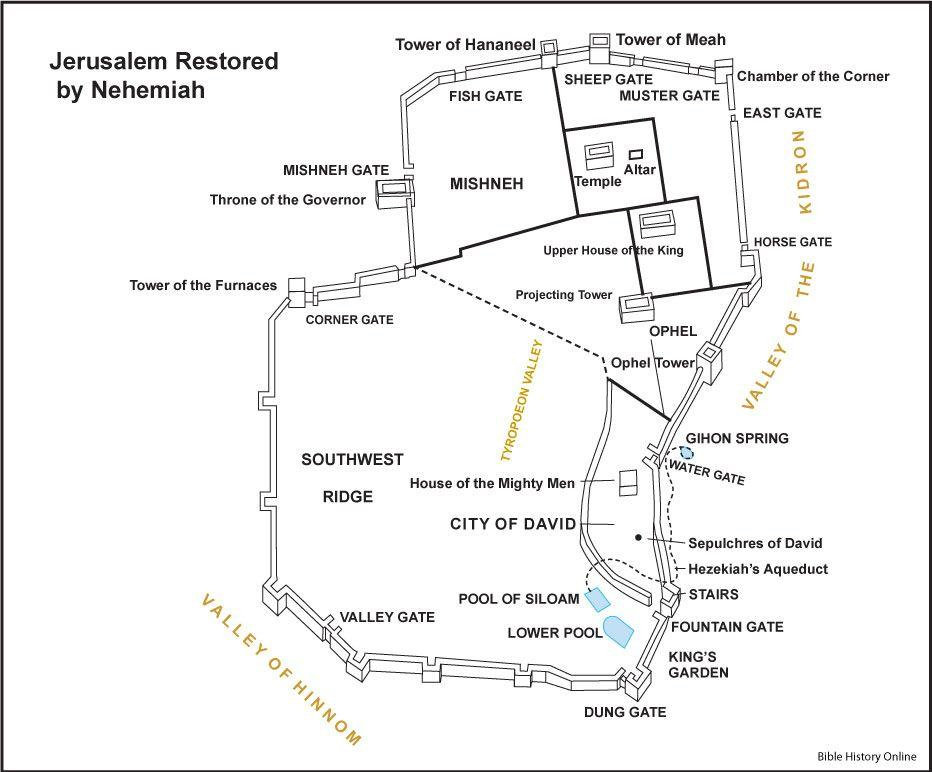 Jerusalem Restored
by Nehemiah
Tower of Hananeel
Tower of Meah
Chamber of the Corner
FISH GATE
SHEEP GATE
MUSTER GATE
EAST GATE
MISHNEH GATE
Throne of the Governor
MISHNEH
Temple
Altar
VALLEY OF THE KIDRON
Upper House of the King
HORSE GATE
Tower of the Furnaces
Projecting Tower
CORNER GATE
OPHEL
Ophel Tower
TYROPOEON VALLEY
GIHON SPRING
WATER GATE
SOUTHWEST
RIDGE
House of the Mighty Men
CITY OF DAVID
Sepulchres of David
Hezekiah's Aqueduct
STAIRS
POOL OF SILOAM
LOWER POOL
FOUNTAIN GATE
VALLEY GATE
KING'S
GARDEN
VALLEY OF HINNOM
DUNG GATE
Bible History Online